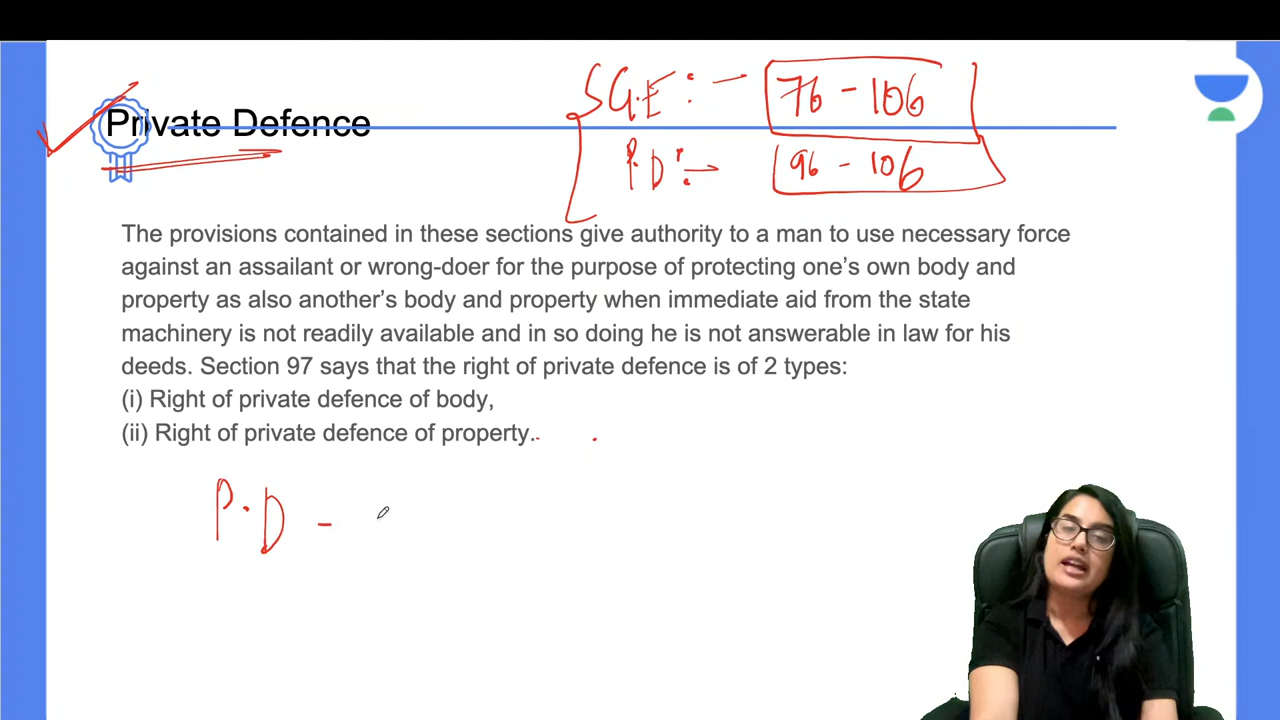 G.E : - 76 - 106
Private Defence
P.D : → 96 - 106
The provisions contained in these sections give authority to a man to use necessary force
against an assailant or wrong-doer for the purpose of protecting one's own body and
property as also another's body and property when immediate aid from the state
machinery is not readily available and in so doing he is not answerable in law for his
deeds. Section 97 says that the right of private defence is of 2 types:
(i) Right of private defence of body,
(ii) Right of private defence of property.
P.D -